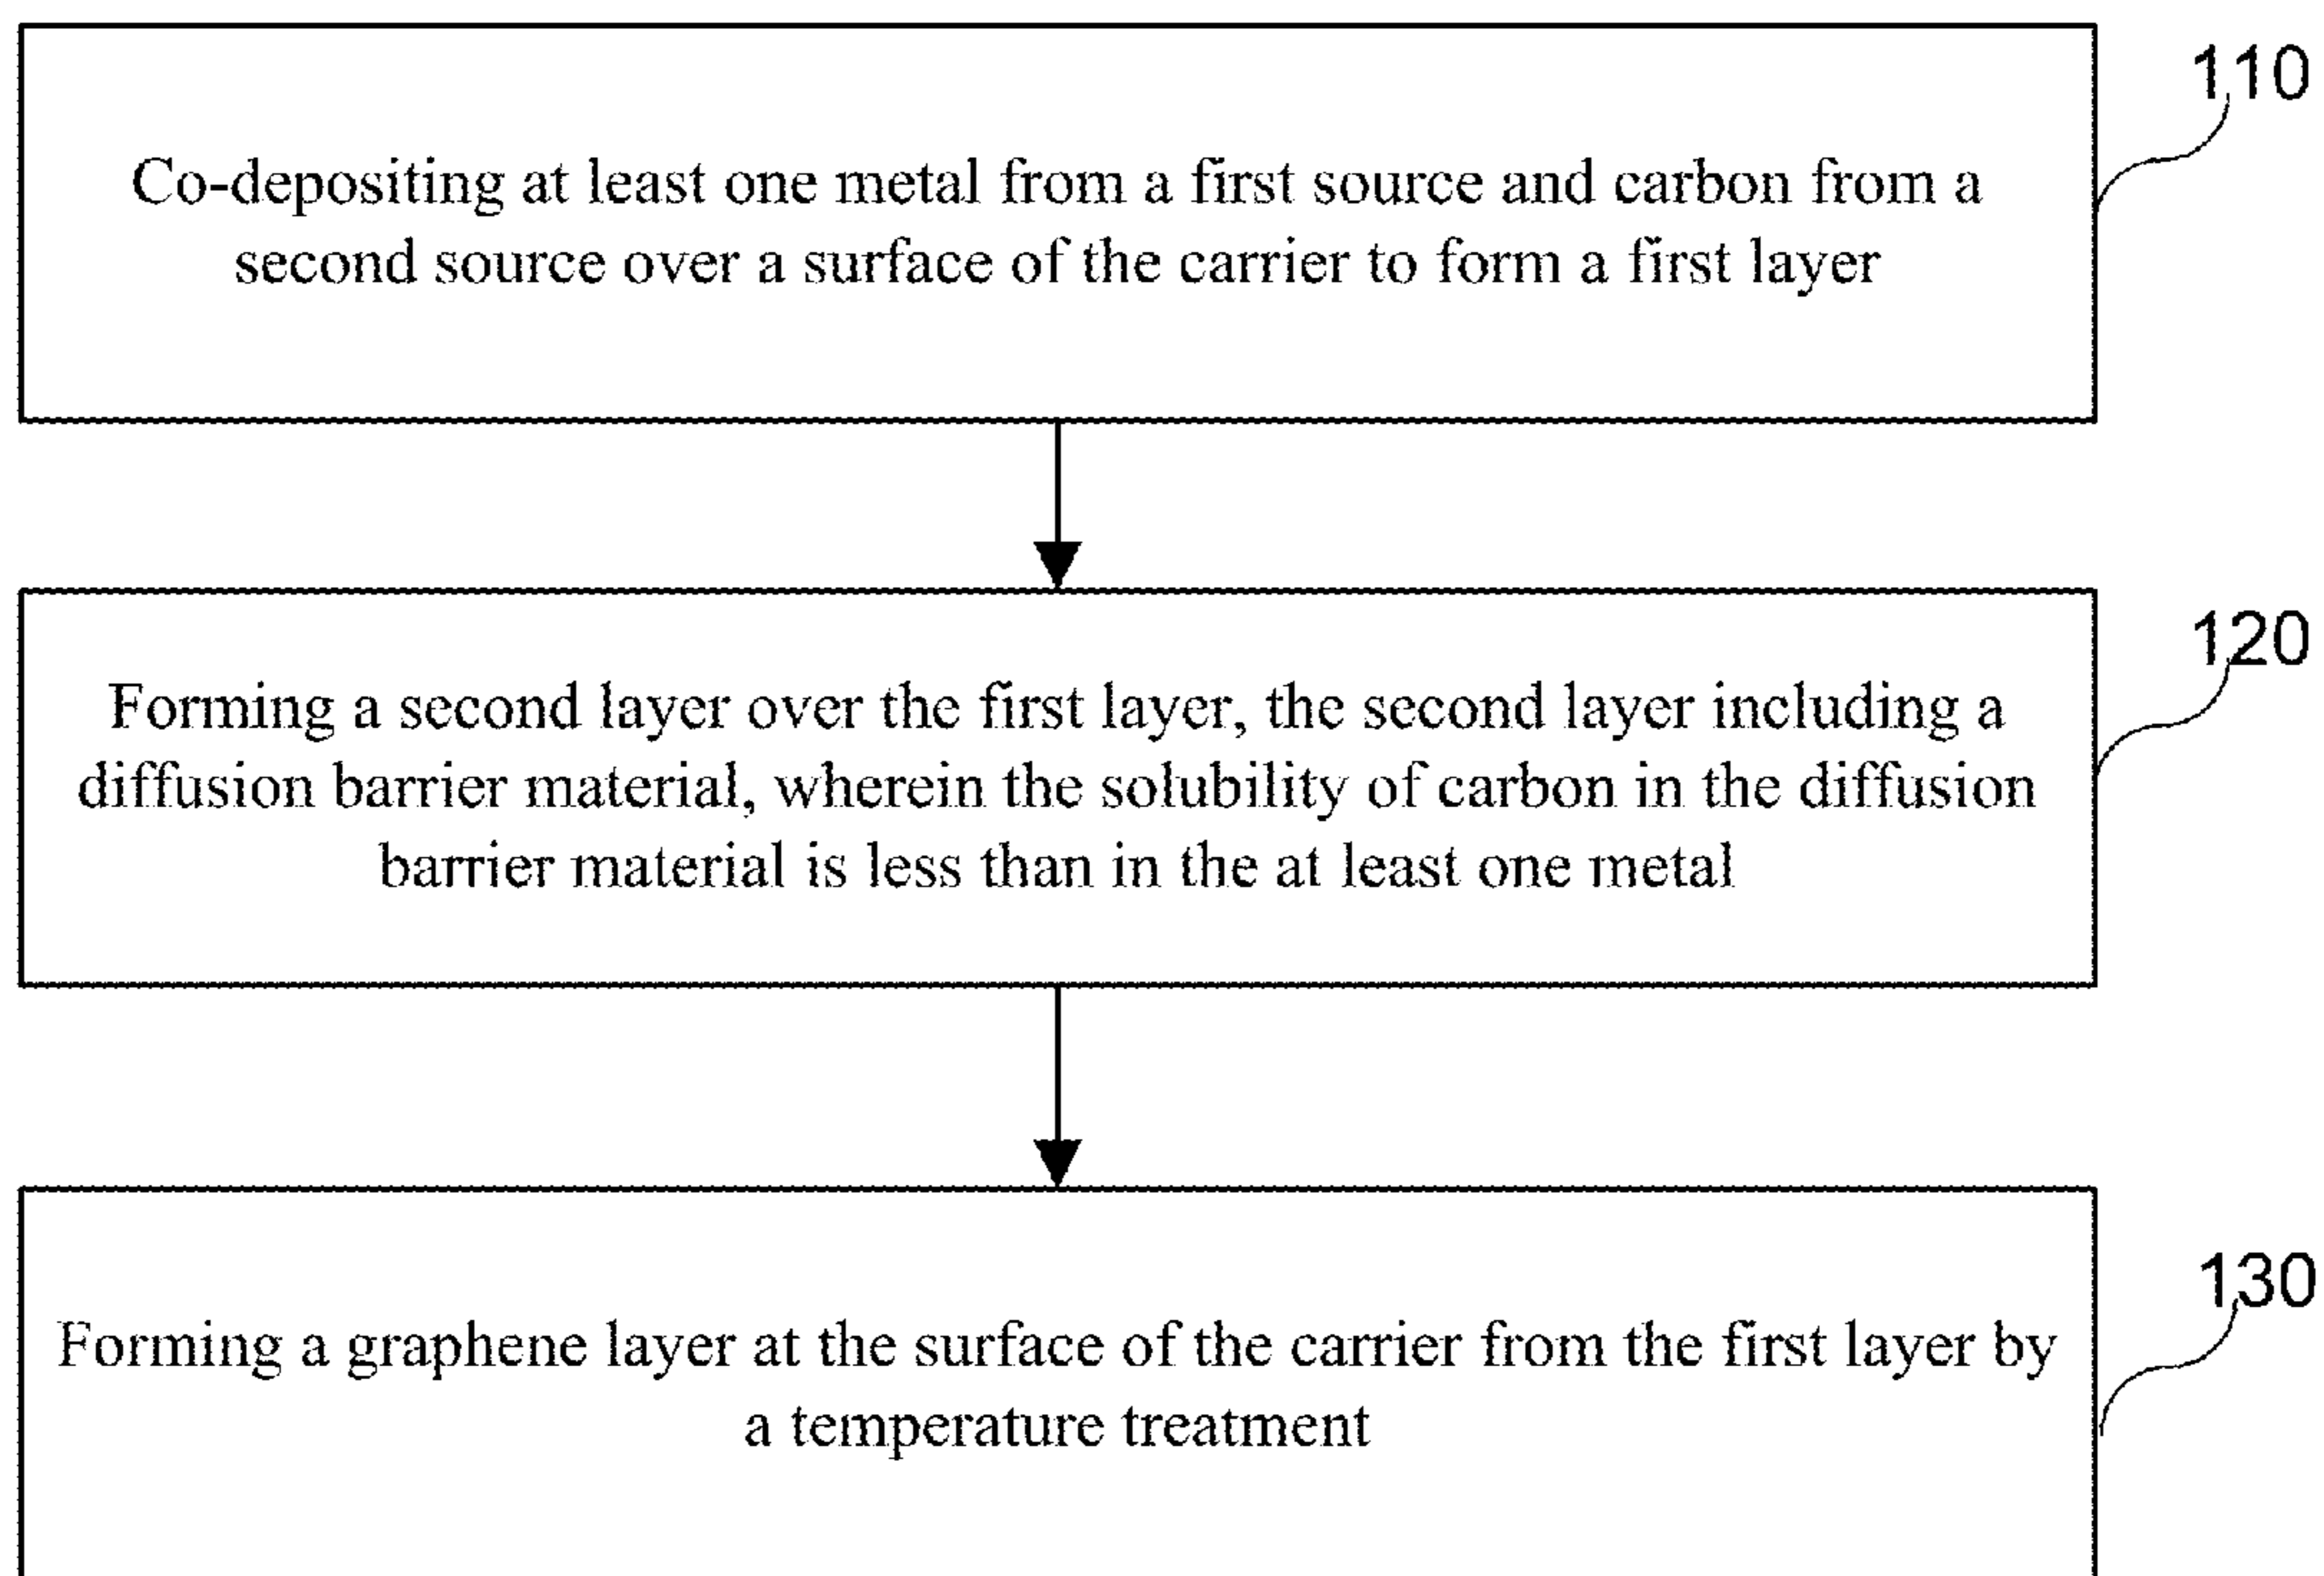 110
Co-depositing at least one metal from a first source and carbon from a
second source over a surface of the carrier to form a first layer
120
Forming a second layer over the first layer, the second layer including a
diffusion barrier material, wherein the solubility of carbon in the diffusion
barrier material is less than in the at least one metal
130
Forming a graphene layer at the surface of the carrier from the first layer by
a temperature treatment